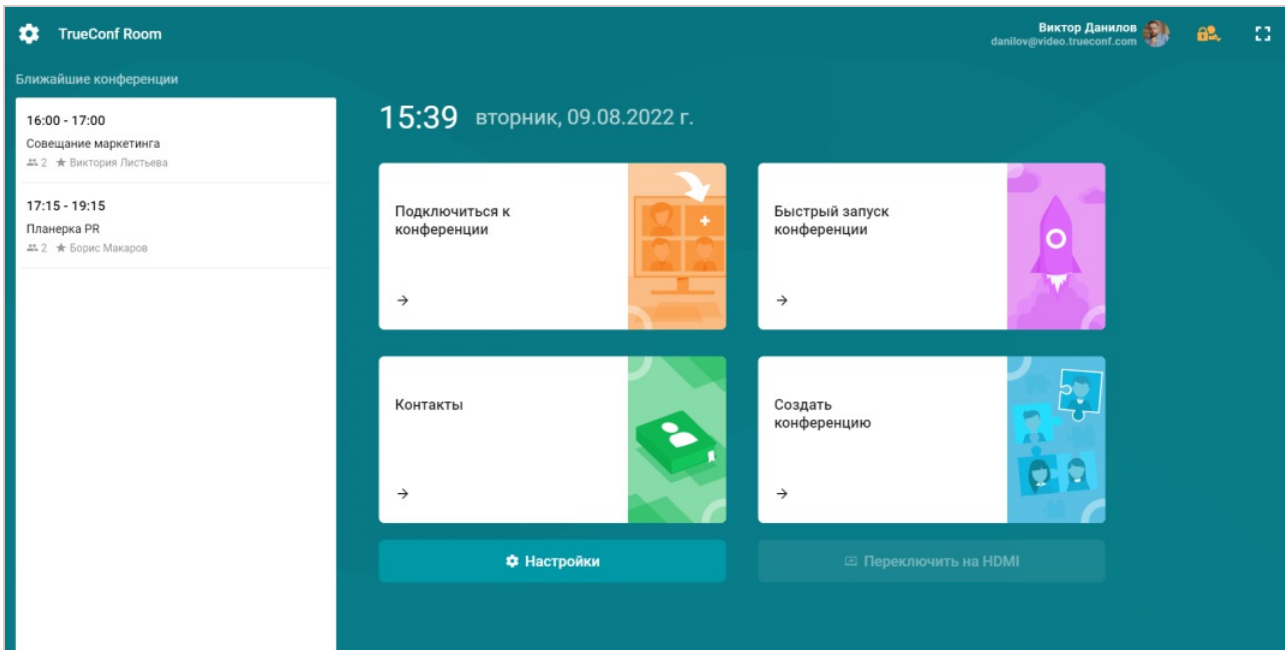 TrueConf Room
Виктор Данилов
danilov@video.trueconf.com
Ближайшие конференции
16:00 - 17:00
Совещание маркетинга
2 ★ Виктория Листьева
17:15 - 19:15
Планерка PR
2 ★ Борис Макаров
15:39 вторник, 09.08.2022 г.
Подключиться к
конференции
→
Быстрый запуск
конференции
→
Контакты
→
Создать
конференцию
→
Настройки
Переключить на HDMI